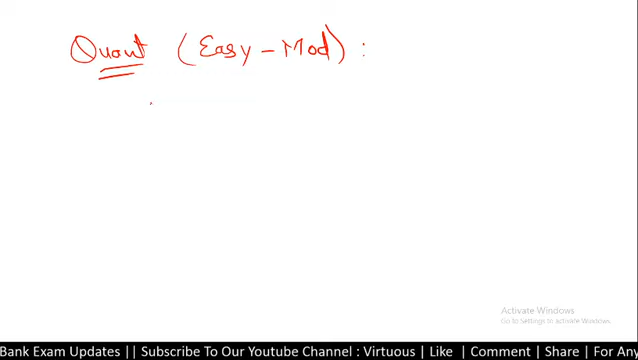 Quant (Easy - Mod) :
Activate Windows
Go to Settings to activate Windows.
Bank Exam Updates || Subscribe To Our Youtube Channel : Virtuous | Like | Comment | Share | For Any